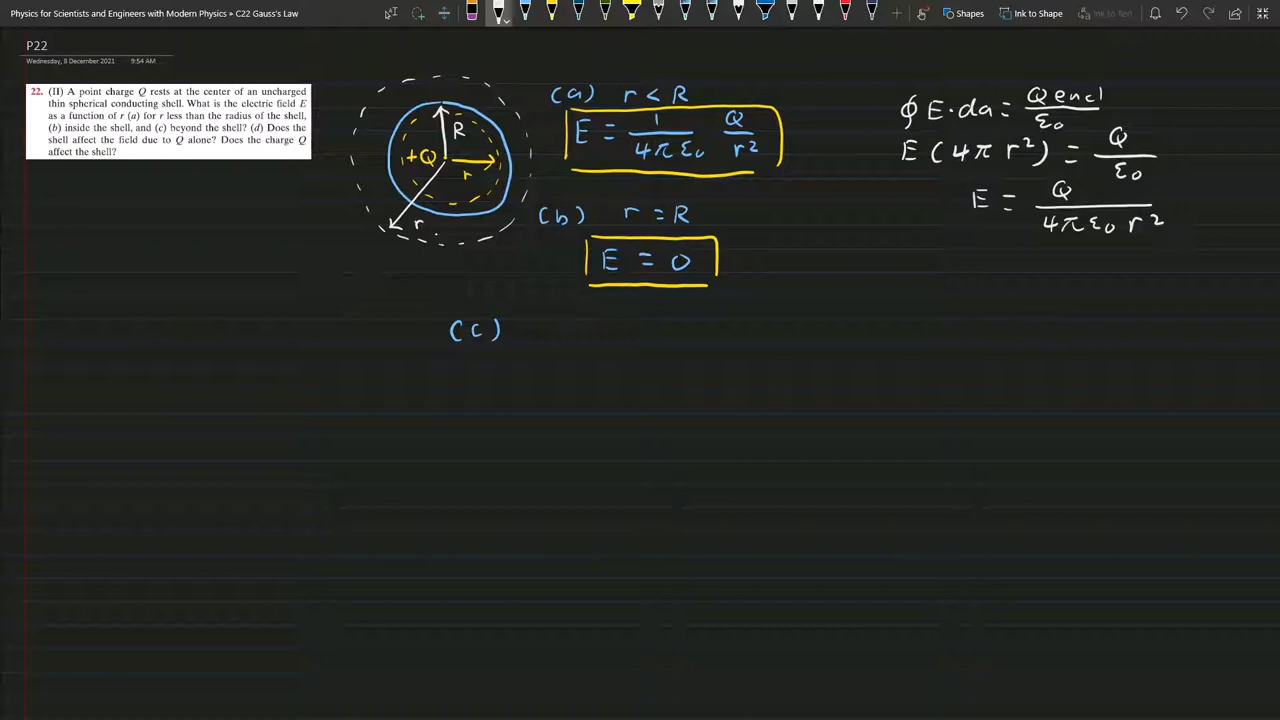 Physics for Scientists and Engineers with Modern Physics » C22 Gauss's Law
Shapes
Ink to Shape
Ink to Text
P22
Wednesday, 8 December 2021 9:54 AM
22. (II) A point charge Q rests at the center of an uncharged
thin spherical conducting shell. What is the electric field E
as a function of r (a) for r less than the radius of the shell,
(b) inside the shell, and (c) beyond the shell? (d) Does the
shell affect the field due to Q alone? Does the charge Q
affect the shell?
R
+Q
r
r
(a) r < R
E = 1/4πε₀ Q/r²
(b) r = R
E = 0
(c)
∮ E·da = Qencl/ε₀
E (4π r²) = Q/ε₀
E = Q/4πε₀ r²